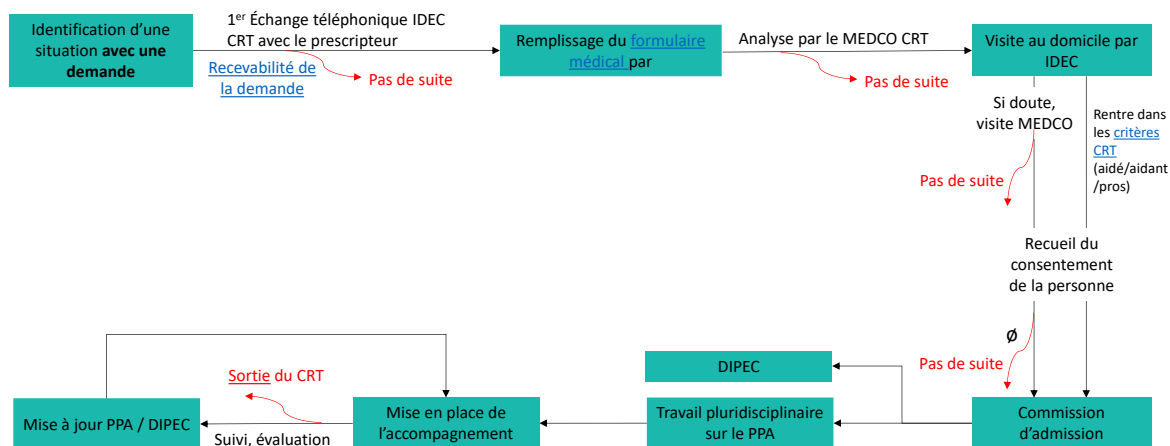 Identification d'une
situation avec une
demande
1er Échange téléphonique IDEC
CRT avec le prescripteur
Recevabilité de
la demande
Pas de suite
Remplissage du formulaire
médical par
Analyse par le MEDCO CRT
Pas de suite
Visite au domicile par
IDEC
Si doute,
visite MEDCO
Rentre dans
les critères
CRT
(aidé/aidant
/pros)
Pas de suite
Recueil du
consentement
de la personne
Ø
Pas de suite
Commission
d'admission
DIPEC
Travail pluridisciplinaire
sur le PPA
Mise en place de
l'accompagnement
Sortie du CRT
Suivi, évaluation
Mise à jour PPA / DIPEC